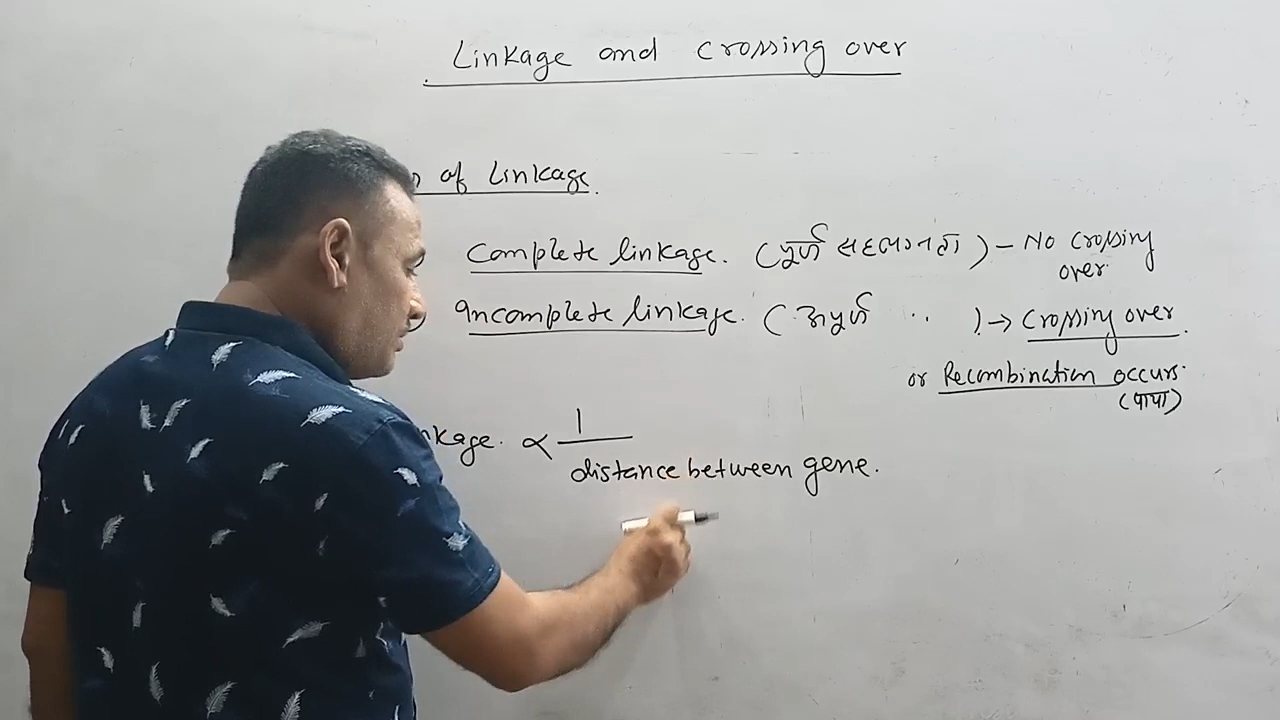 Linkage and crossing over
of Linkage.
Complete linkage. (पूर्ण सहलग्नता) - No crossing
over.
Incomplete linkage. (अपूर्ण .. ) → Crossing over.
or Recombination occurs.
(पाया)
nkage. ∝ 1
distance between gene.